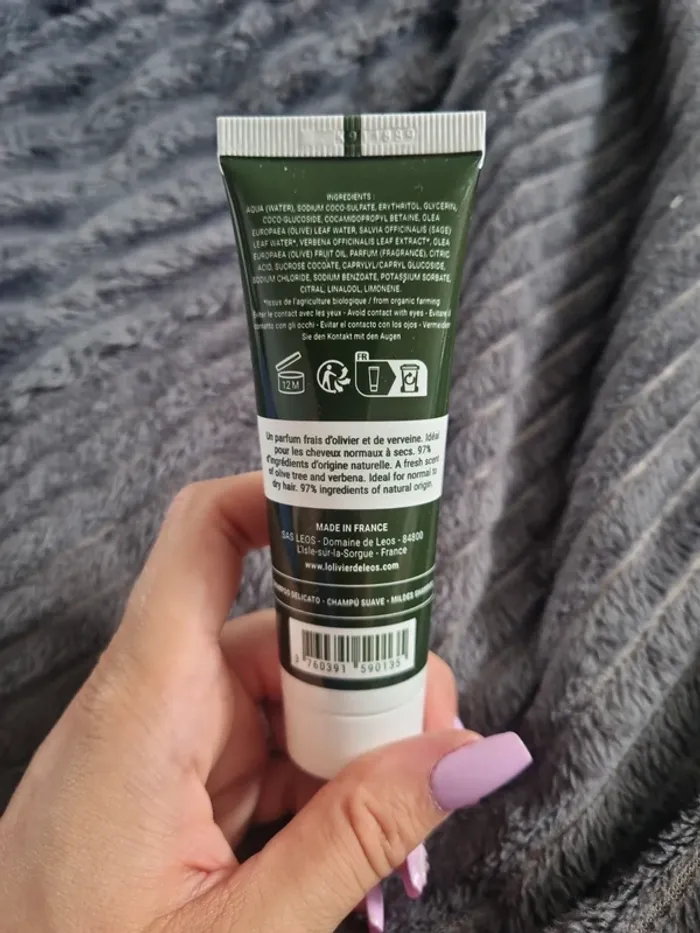 INGREDIENTS :
AQUA (WATER), SODIUM COCO-SULFATE, ERYTHRITOL, GLYCERIN,
COCO-GLUCOSIDE, COCAMIDOPROPYL BETAINE, OLEA
EUROPAEA (OLIVE) LEAF WATER, SALVIA OFFICINALIS (SAGE)
LEAF WATER*, VERBENA OFFICINALIS LEAF EXTRACT*, OLEA
EUROPAEA (OLIVE) FRUIT OIL, PARFUM (FRAGRANCE), CITRIC
ACID, SUCROSE COCOATE, CAPRYLYL/CAPRYL GLUCOSIDE,
SODIUM CHLORIDE, SODIUM BENZOATE, POTASSIUM SORBATE,
CITRAL, LINALOOL, LIMONENE.
*Issus de l'agriculture biologique / from organic farming
Eviter le contact avec les yeux - Avoid contact with eyes - Evitare il
contatto con gli occhi - Evitar el contacto con los ojos - Vermeiden
Sie den Kontakt mit den Augen
12 M
FR
Un parfum frais d'olivier et de verveine. Idéal
pour les cheveux normaux à secs. 97%
d'ingrédients d'origine naturelle. A fresh scent
of olive tree and verbena. Ideal for normal to
dry hair. 97% ingredients of natural origin
MADE IN FRANCE
SAS LEOS - Domaine de Leos - 84800
L'Isle-sur-la-Sorgue - France
www.lolivierdeleos.com
DELICATO - CHAMPÚ SUAVE - MILDES
3 760391 590135